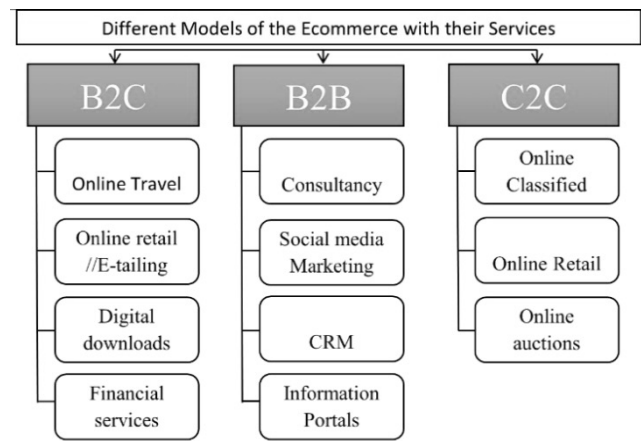 Different Models of the Ecommerce with their Services
B2C
Online Travel
Online retail
//E-tailing
Digital
downloads
Financial
services
B2B
Consultancy
Social media
Marketing
CRM
Information
Portals
C2C
Online
Classified
Online Retail
Online
auctions